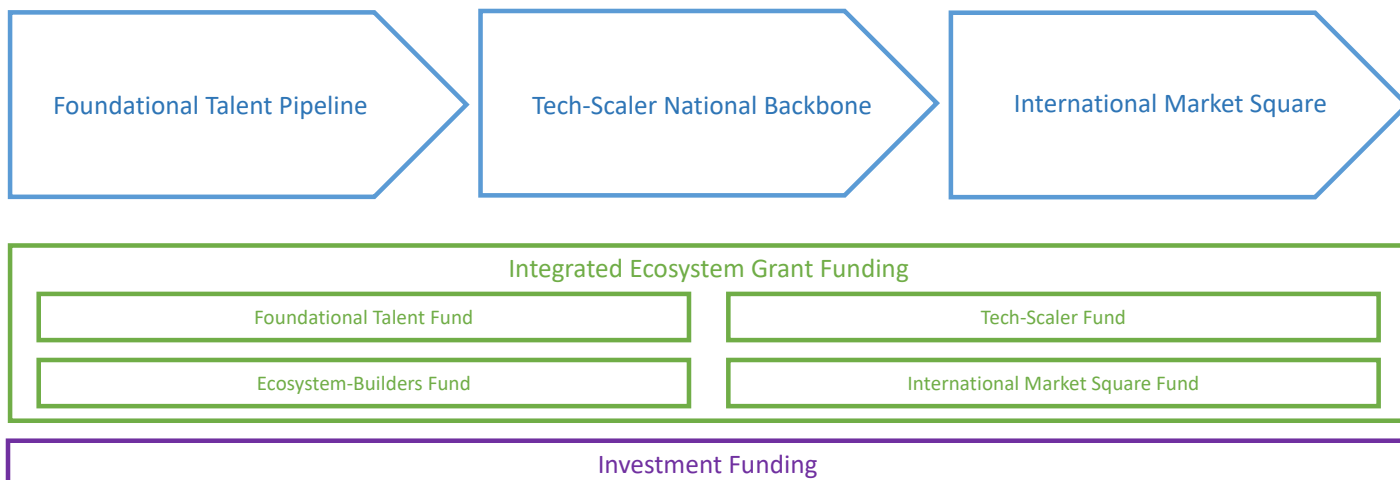 Foundational Talent Pipeline
Tech-Scaler National Backbone
International Market Square
Integrated Ecosystem Grant Funding
Foundational Talent Fund
Tech-Scaler Fund
Ecosystem-Builders Fund
International Market Square Fund
Investment Funding